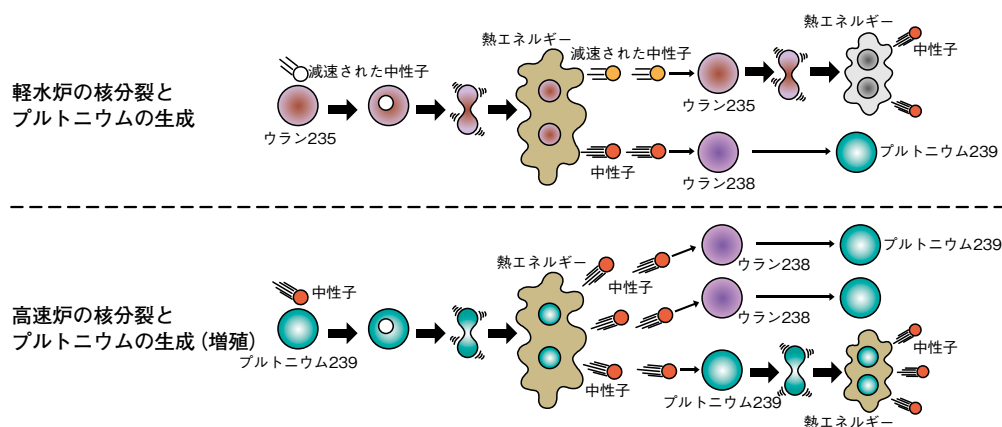 軽水炉の核分裂と
プルトニウムの生成
減速された中性子
ウラン235
熱エネルギー
減速された中性子
ウラン235
熱エネルギー
中性子
中性子
ウラン238
プルトニウム239
高速炉の核分裂と
プルトニウムの生成（増殖）
中性子
プルトニウム239
熱エネルギー
中性子
ウラン238
プルトニウム239
ウラン238
中性子
プルトニウム239
中性子
熱エネルギー